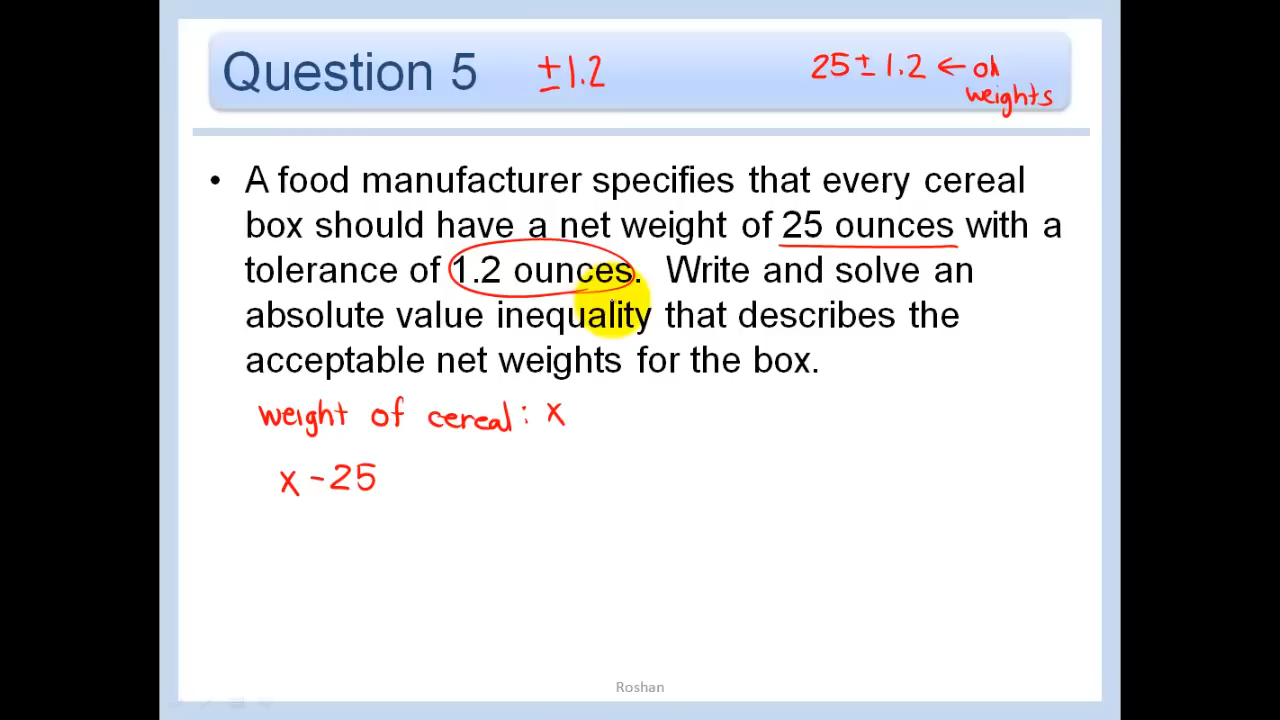 Question 5 ±1.2 25 ± 1.2 ← ok
weights
• A food manufacturer specifies that every cereal
box should have a net weight of 25 ounces with a
tolerance of 1.2 ounces. Write and solve an
absolute value inequality that describes the
acceptable net weights for the box.
weight of cereal: x
x - 25
Roshan